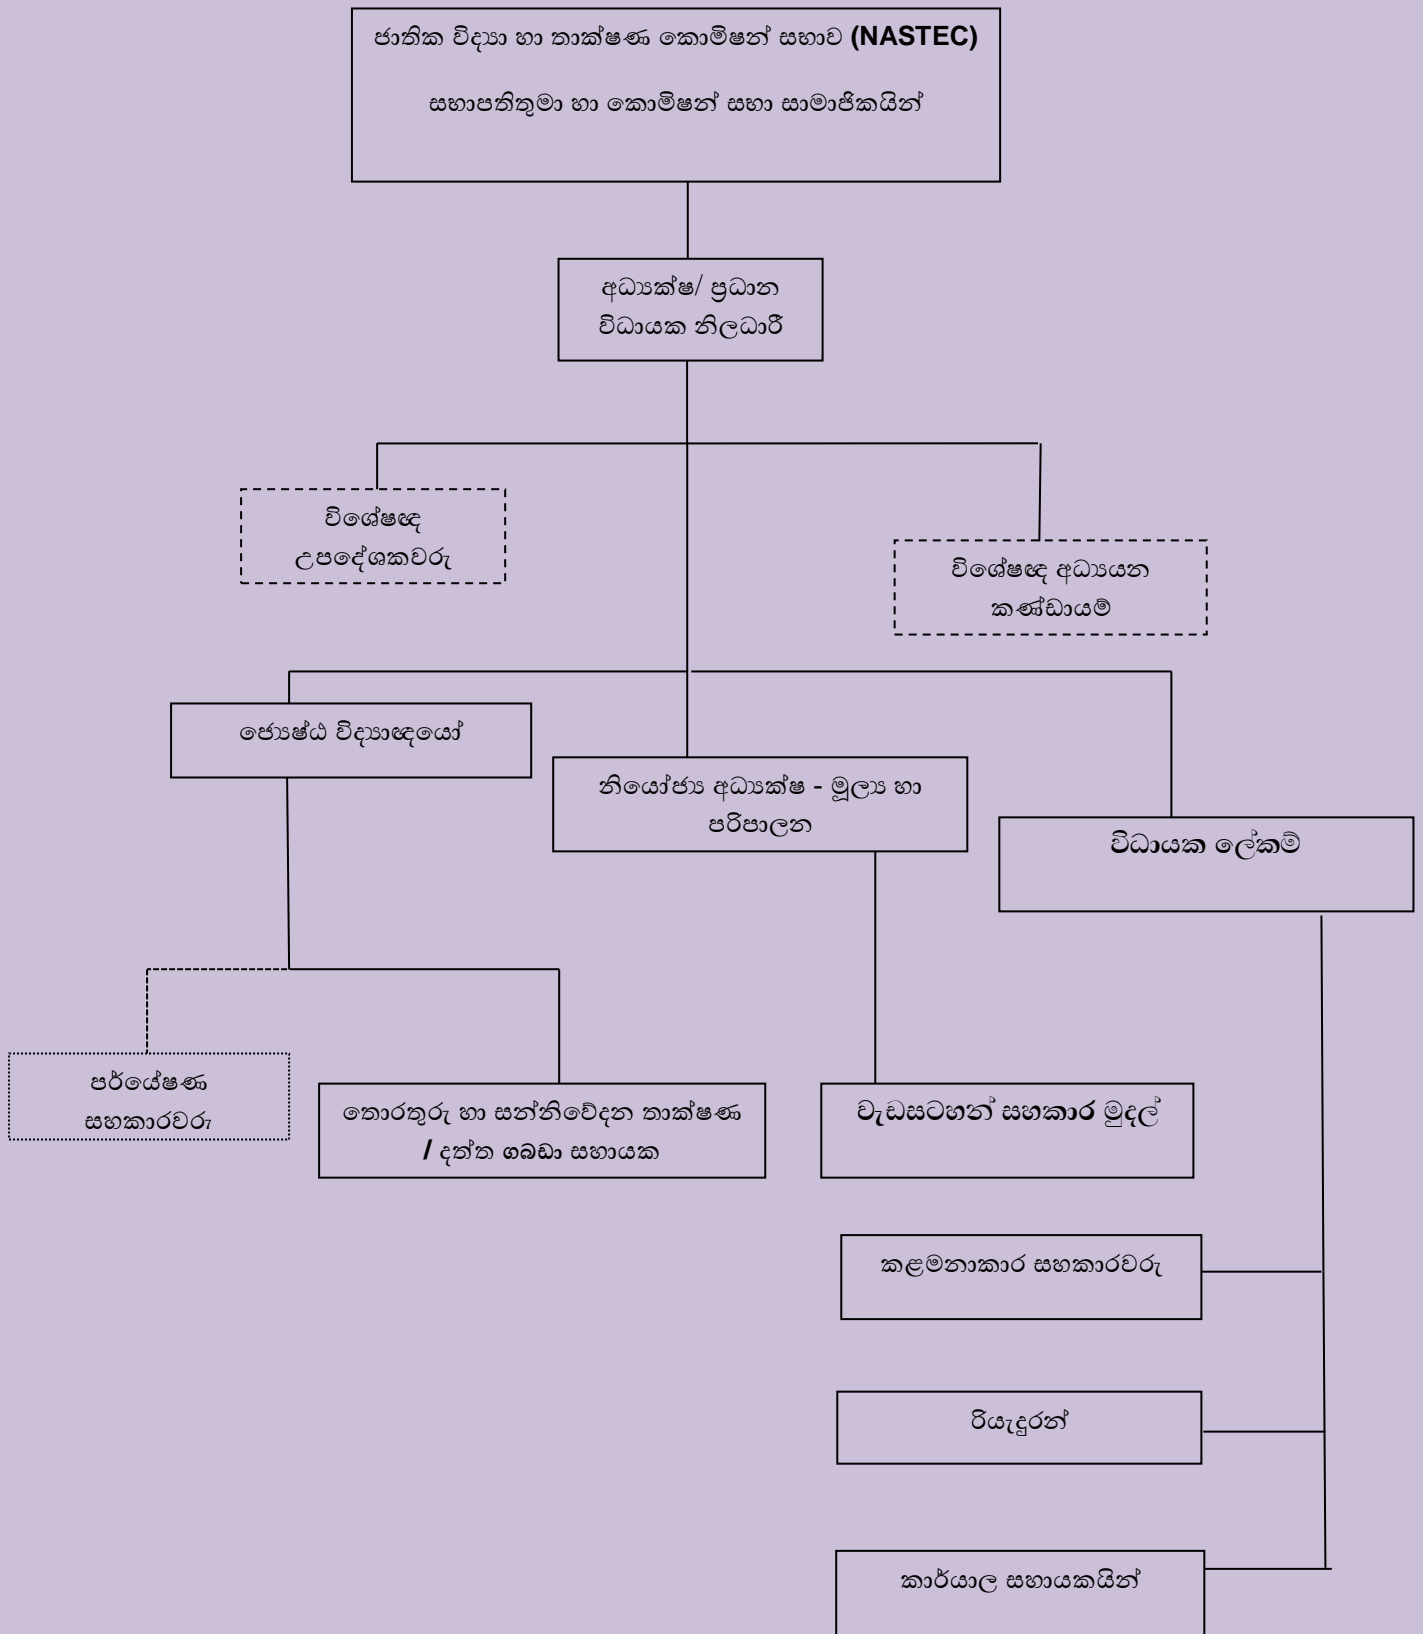 ජාතික විද්‍යා හා තාක්ෂණ කොමිෂන් සභාව (NASTEC)
සභාපතිතුමා හා කොමිෂන් සභා සාමාජිකයින්
අධ්‍යක්ෂ/ ප්‍රධාන
විධායක නිලධාරී
විශේෂඥ
උපදේශකවරු
විශේෂඥ අධ්‍යයන
කණ්ඩායම්
ජ්‍යෙෂ්ඨ විද්‍යාඥයෝ
නියෝජ්‍ය අධ්‍යක්ෂ - මූල්‍ය හා
පරිපාලන
විධායක ලේකම්
පර්යේෂණ
සහකාරවරු
තොරතුරු හා සන්නිවේදන තාක්ෂණ
/ දත්ත ගබඩා සහායක
වැඩසටහන් සහකාර මුදල්
කළමනාකාර සහකාරවරු
රියැදුරන්
කාර්යාල සහායකයින්